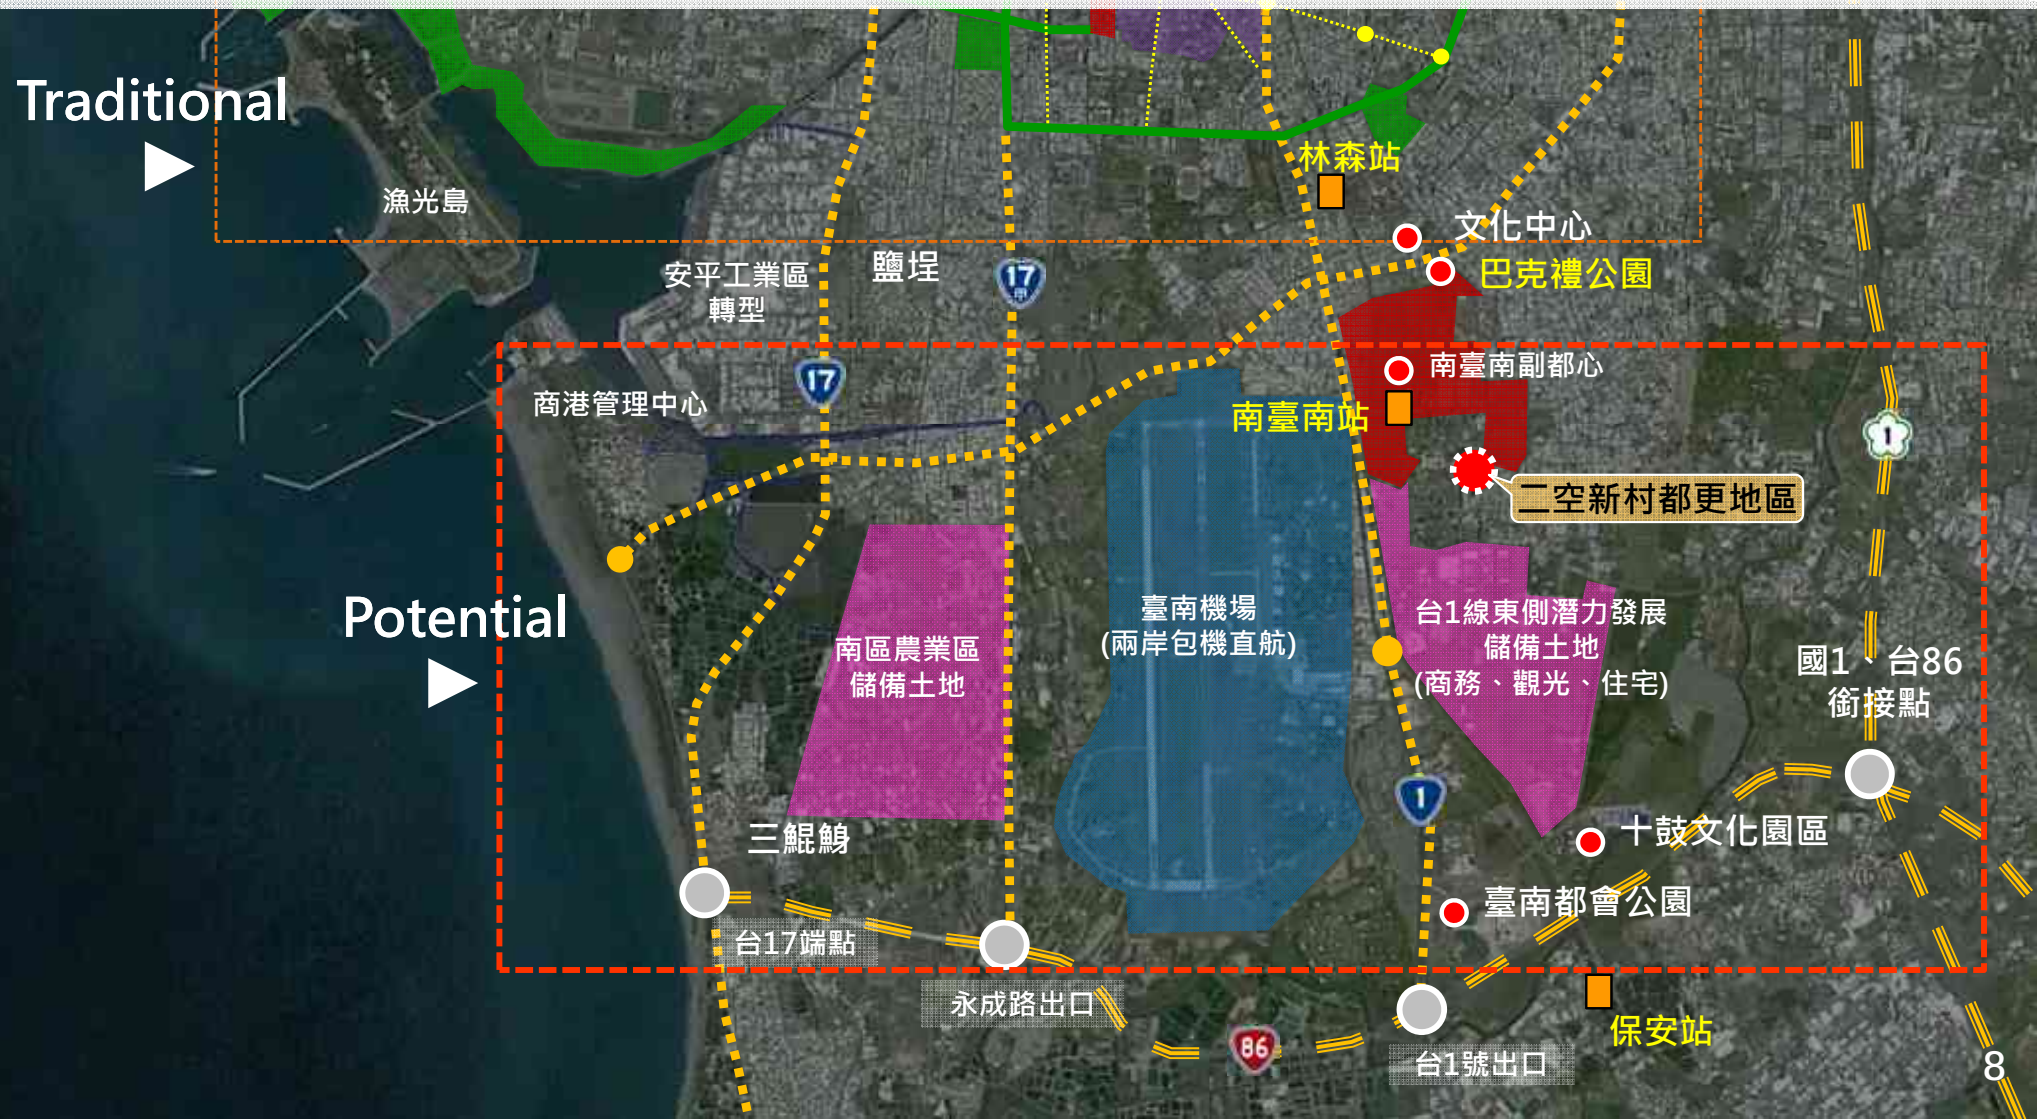 Traditional
林森站
漁光島
文化中心
安平工業區
轉型
鹽埕
17
甲
巴克禮公園
17
南臺南副都心
商港管理中心
南臺南站
1
二空新村都更地區
Potential
臺南機場
(兩岸包機直航)
台1線東側潛力發展
儲備土地
(商務、觀光、住宅)
南區農業區
儲備土地
國1、台86
銜接點
1
三鯤鯓
十鼓文化園區
臺南都會公園
台17端點
永成路出口
保安站
86
台1號出口
8